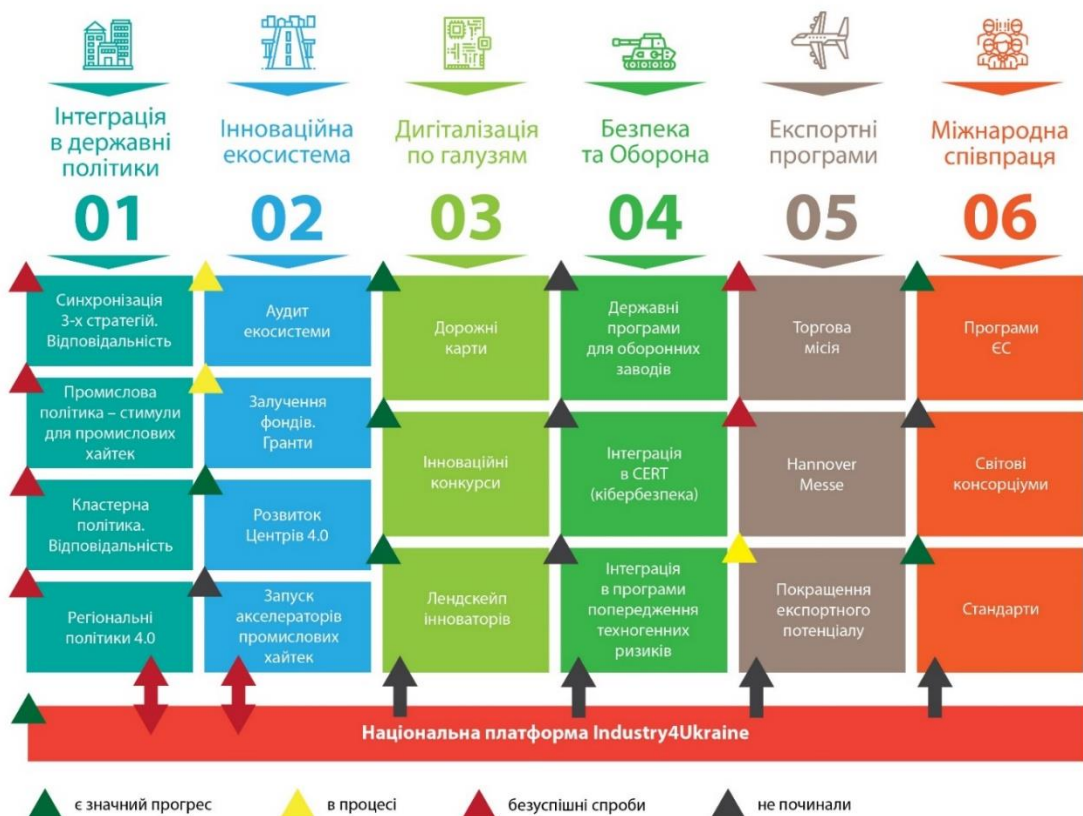 Інтеграція
в державні
політики
01
Інноваційна
екосистема
02
Дигіталізація
по галузям
03
Безпека
та Оборона
04
Експортні
програми
05
Міжнародна
співпраця
06
Синхронізація
3-х стратегій.
Відповідальність
Промислова
політика – стимули
для промислових
хайтек
Кластерна
політика.
Відповідальність
Регіональні
політики 4.0
Аудит
екосистеми
Залучення
фондів.
Гранти
Розвиток
Центрів 4.0
Запуск
акселераторів
промислових
хайтек
Дорожні
карти
Інноваційні
конкурси
Лендскейп
інноваторів
Державні
програми
для оборонних
заводів
Інтеграція
в CERT
(кібербезпека)
Інтеграція
в програми
попередження
техногенних
ризиків
Торгова
місія
Hannover
Messe
Покращення
експортного
потенціалу
Програми
ЄС
Світові
консорціуми
Стандарти
Національна платформа Industry4Ukraine
є значний прогрес
в процесі
безуспішні спроби
не починали